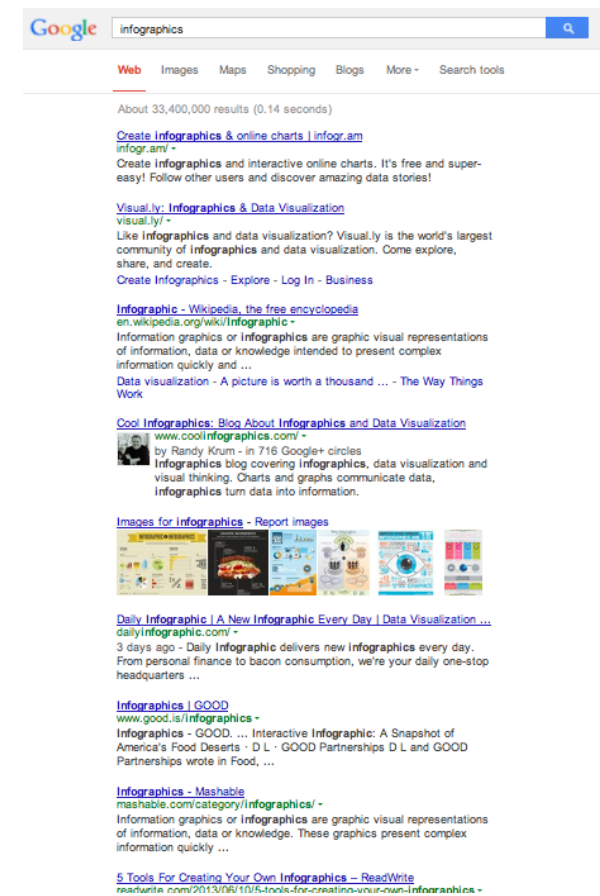 Google infographics
Web Images Maps Shopping Blogs More Search tools
About 33,400,000 results (0.14 seconds)
Create infographics & online charts | infogr.am
infogr.am/
Create infographics and interactive online charts. It's free and super-
easy! Follow other users and discover amazing data stories!
Visual.ly: Infographics & Data Visualization
visual.ly/
Like infographics and data visualization? Visual.ly is the world's largest
community of infographics and data visualization. Come explore,
share, and create.
Create Infographics - Explore - Log In - Business
Infographic - Wikipedia, the free encyclopedia
en.wikipedia.org/wiki/Infographic
Information graphics or infographics are graphic visual representations
of information, data or knowledge intended to present complex
information quickly and ...
Data visualization - A picture is worth a thousand ... - The Way Things
Work
Cool Infographics: Blog About Infographics and Data Visualization
www.coolinfographics.com/
by Randy Krum - in 716 Google+ circles
Infographics blog covering infographics, data visualization and
visual thinking. Charts and graphs communicate data,
infographics turn data into information.
Images for infographics - Report images
Daily Infographic | A New Infographic Every Day | Data Visualization ...
dailyinfographic.com/
3 days ago - Daily Infographic delivers new infographics every day.
From personal finance to bacon consumption, we're your daily one-stop
headquarters ...
Infographics | GOOD
www.good.is/infographics
Infographics - GOOD. ... Interactive Infographic: A Snapshot of
America's Food Deserts · D L · GOOD Partnerships D L and GOOD
Partnerships wrote in Food, ...
Infographics - Mashable
mashable.com/category/infographics/
Information graphics or infographics are graphic visual representations
of information, data or knowledge. These graphics present complex
information quickly ...
5 Tools For Creating Your Own Infographics – ReadWrite
readwrite.com/2013/06/10/5-tools-for-creating-your-own-infographics